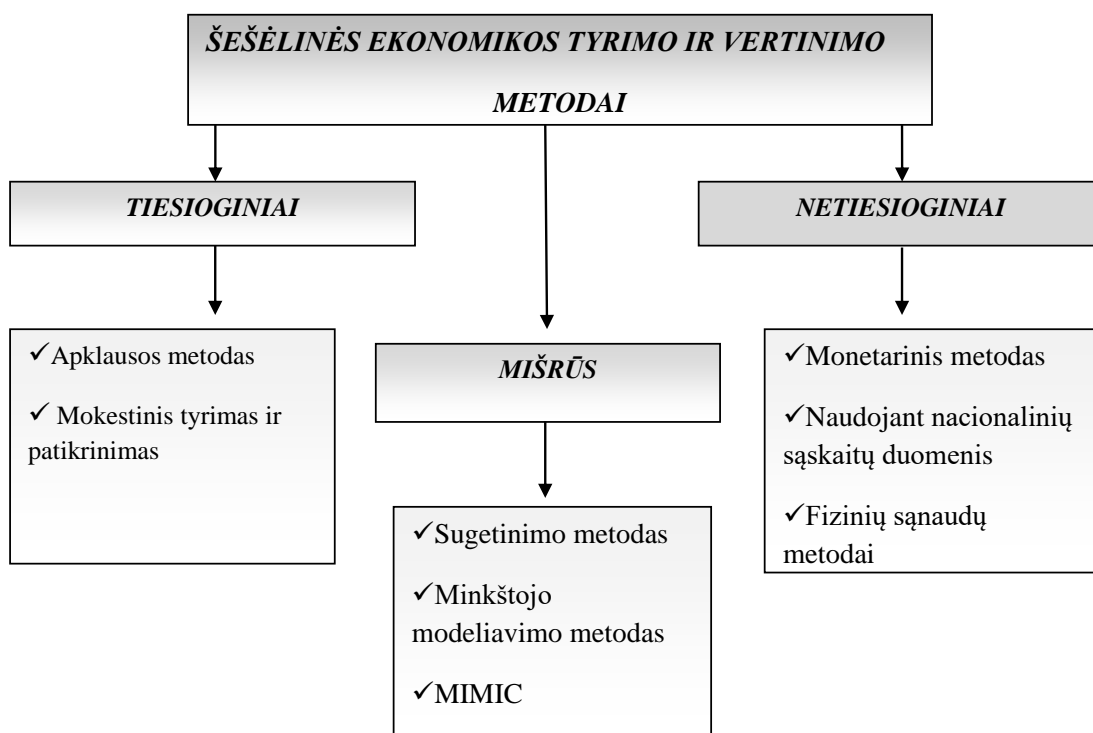 ŠEŠĖLINĖS EKONOMIKOS TYRIMO IR VERTINIMO
METODAI
TIESIOGINIAI
NETIESIOGINIAI
✓Apklausos metodas
✓ Mokestinis tyrimas ir
patikrinimas
MIŠRŪS
✓Monetarinis metodas
✓Naudojant nacionalinių
sąskaitų duomenis
✓Fizinių sąnaudų
metodai
✓Sugetinimo metodas
✓Minkštojo
modeliavimo metodas
✓MIMIC